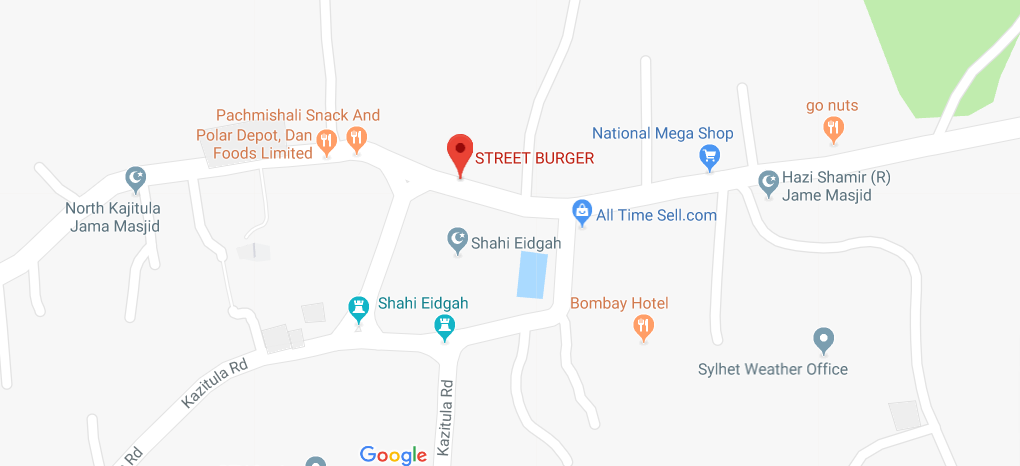 go nuts
Pachmishali Snack And
Polar Depot, Dan
Foods Limited
National Mega Shop
STREET BURGER
Hazi Shamir (R)
Jame Masjid
North Kajitula
Jama Masjid
All Time Sell.com
Shahi Eidgah
Shahi Eidgah
Bombay Hotel
Sylhet Weather Office
Kazitula Rd
Kazitula Rd
Rd
Google